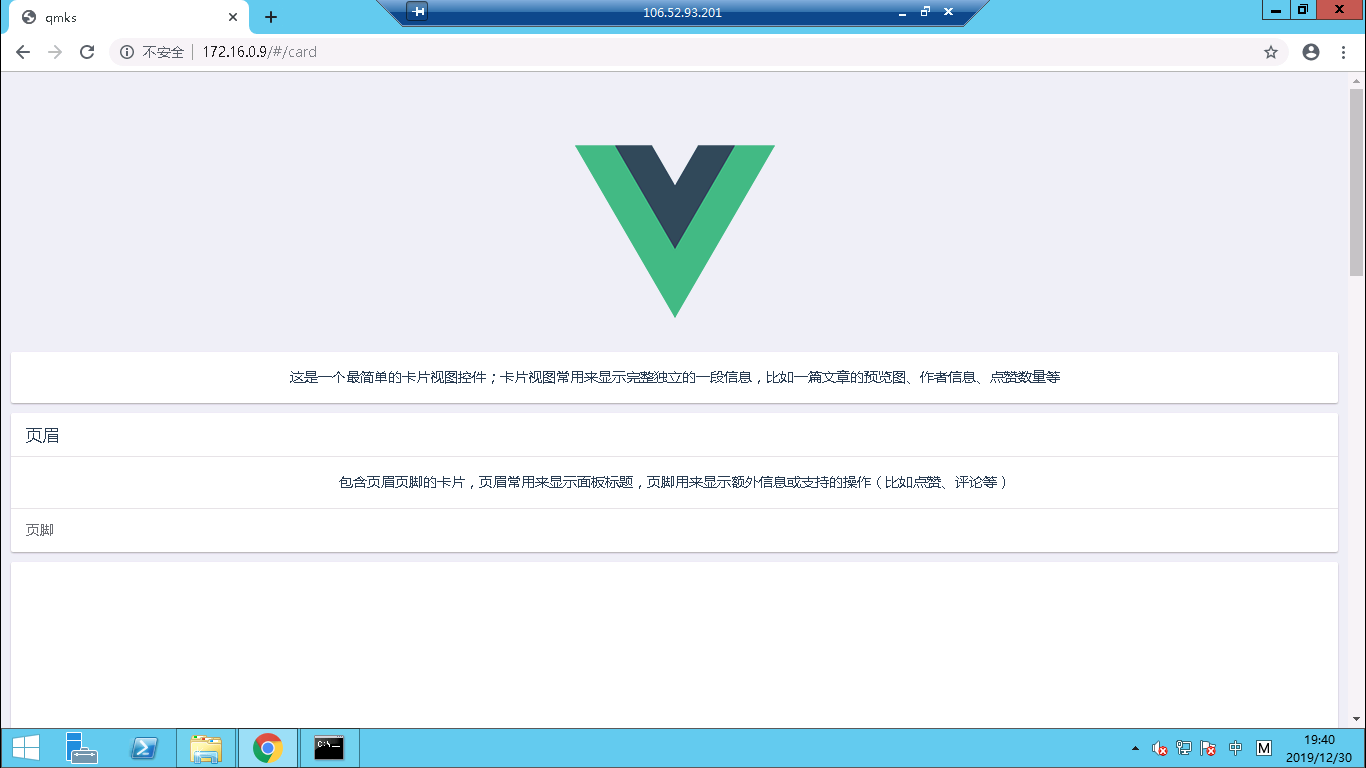 qmks
106.52.93.201
不安全 172.16.0.9/#/card
这是一个最简单的卡片视图控件；卡片视图常用来显示完整独立的一段信息，比如一篇文章的预览图、作者信息、点赞数量等
页眉
包含页眉页脚的卡片，页眉常用来显示面板标题，页脚用来显示额外信息或支持的操作（比如点赞、评论等）
页脚
C:\
中 M
19:40
2019/12/30